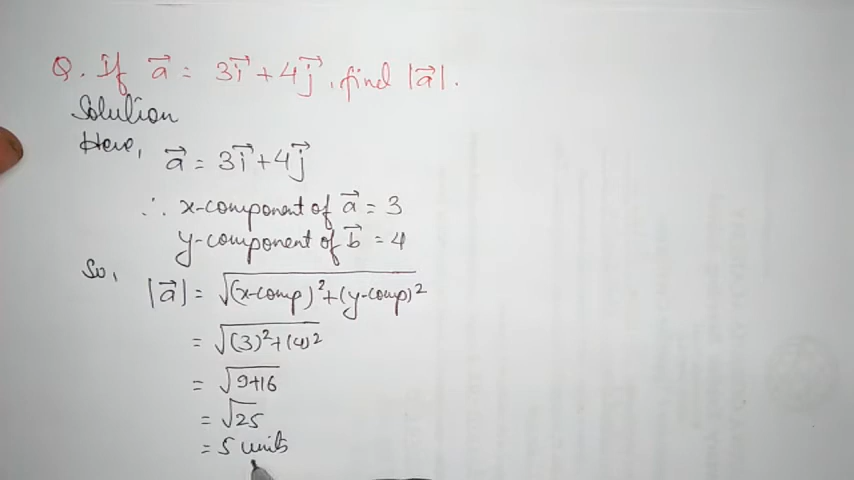 Q. If a⃗ = 3i⃗ + 4j⃗, find |a⃗|.
Solution
Here, a⃗ = 3i⃗ + 4j⃗
∴ x-component of a⃗ = 3
y-component of b⃗ = 4
So,
|a⃗| = √((x-comp)² + (y-comp)²)
= √((3)² + (4)²)
= √(9+16)
= √25
= 5 units